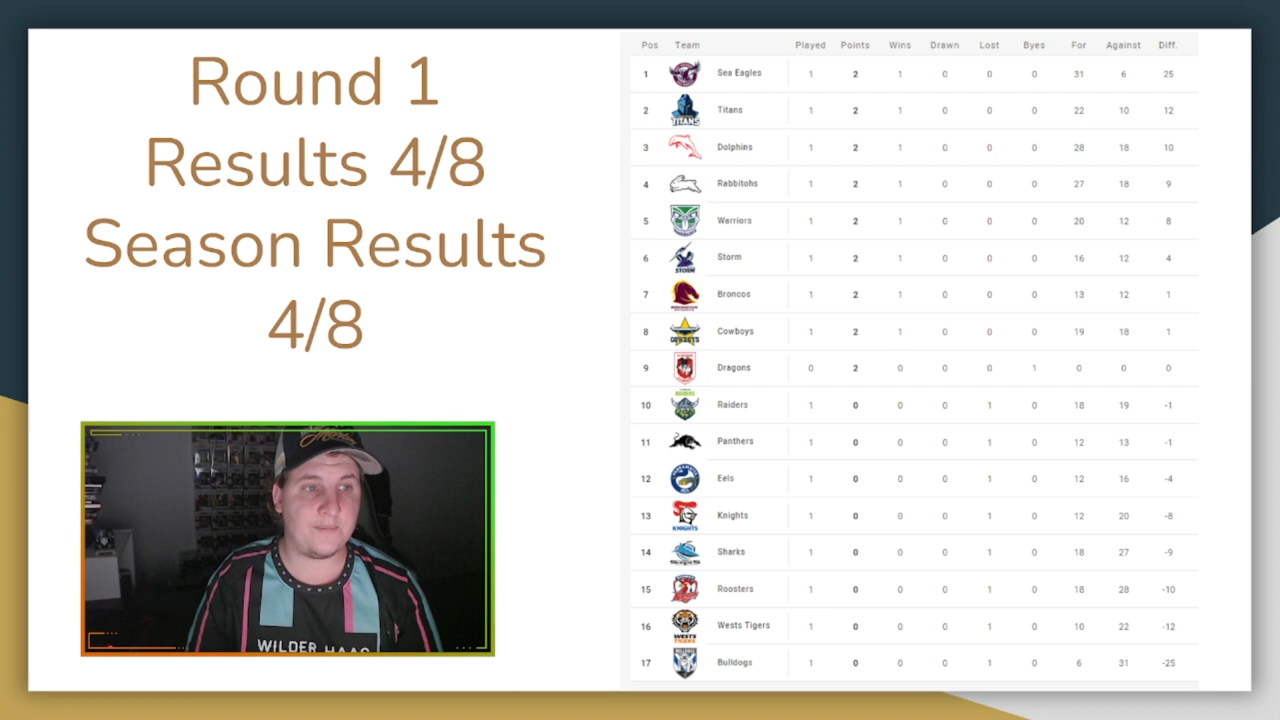 Round 1
Results 4/8
Season Results
4/8
WILDER HAAG
Pos Team Played Points Wins Drawn Lost Byes For Against Diff.
1 Sea Eagles 1 2 1 0 0 0 31 6 25
2 TITANS Titans 1 2 1 0 0 0 22 10 12
3 Dolphins 1 2 1 0 0 0 28 18 10
4 Rabbitohs 1 2 1 0 0 0 27 18 9
5 Warriors 1 2 1 0 0 0 20 12 8
6 STORM Storm 1 2 1 0 0 0 16 12 4
7 Broncos 1 2 1 0 0 0 13 12 1
8 COWBOYS Cowboys 1 2 1 0 0 0 19 18 1
9 Dragons 0 2 0 0 0 1 0 0 0
10 Raiders 1 0 0 0 1 0 18 19 -1
11 Panthers 1 0 0 0 1 0 12 13 -1
12 Eels 1 0 0 0 1 0 12 16 -4
13 KNIGHTS Knights 1 0 0 0 1 0 12 20 -8
14 Sharks 1 0 0 0 1 0 18 27 -9
15 Roosters 1 0 0 0 1 0 18 28 -10
16 WESTS TIGERS Wests Tigers 1 0 0 0 1 0 10 22 -12
17 Bulldogs 1 0 0 0 1 0 6 31 -25